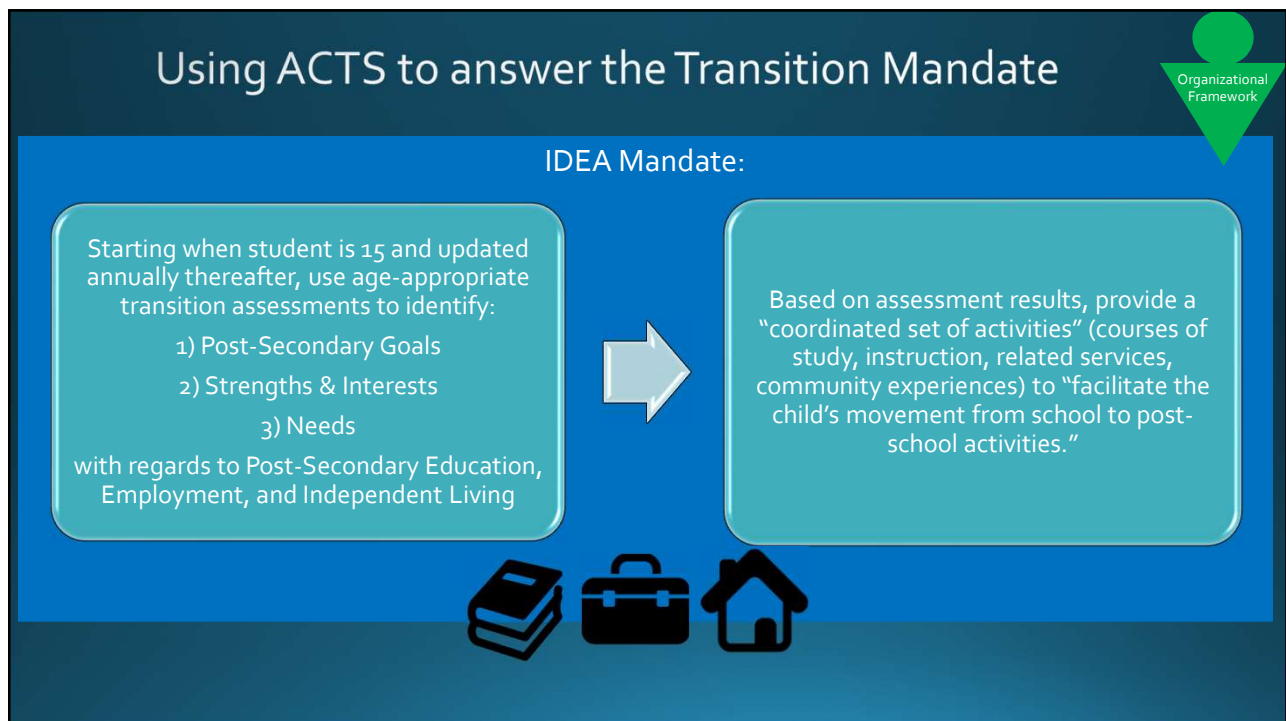 Using ACTS to answer the Transition Mandate
Organizational
Framework
IDEA Mandate:
Starting when student is 15 and updated
annually thereafter, use age-appropriate
transition assessments to identify:
1) Post-Secondary Goals
2) Strengths & Interests
3) Needs
with regards to Post-Secondary Education,
Employment, and Independent Living
Based on assessment results, provide a
“coordinated set of activities” (courses of
study, instruction, related services,
community experiences) to “facilitate the
child’s movement from school to post-
school activities.”